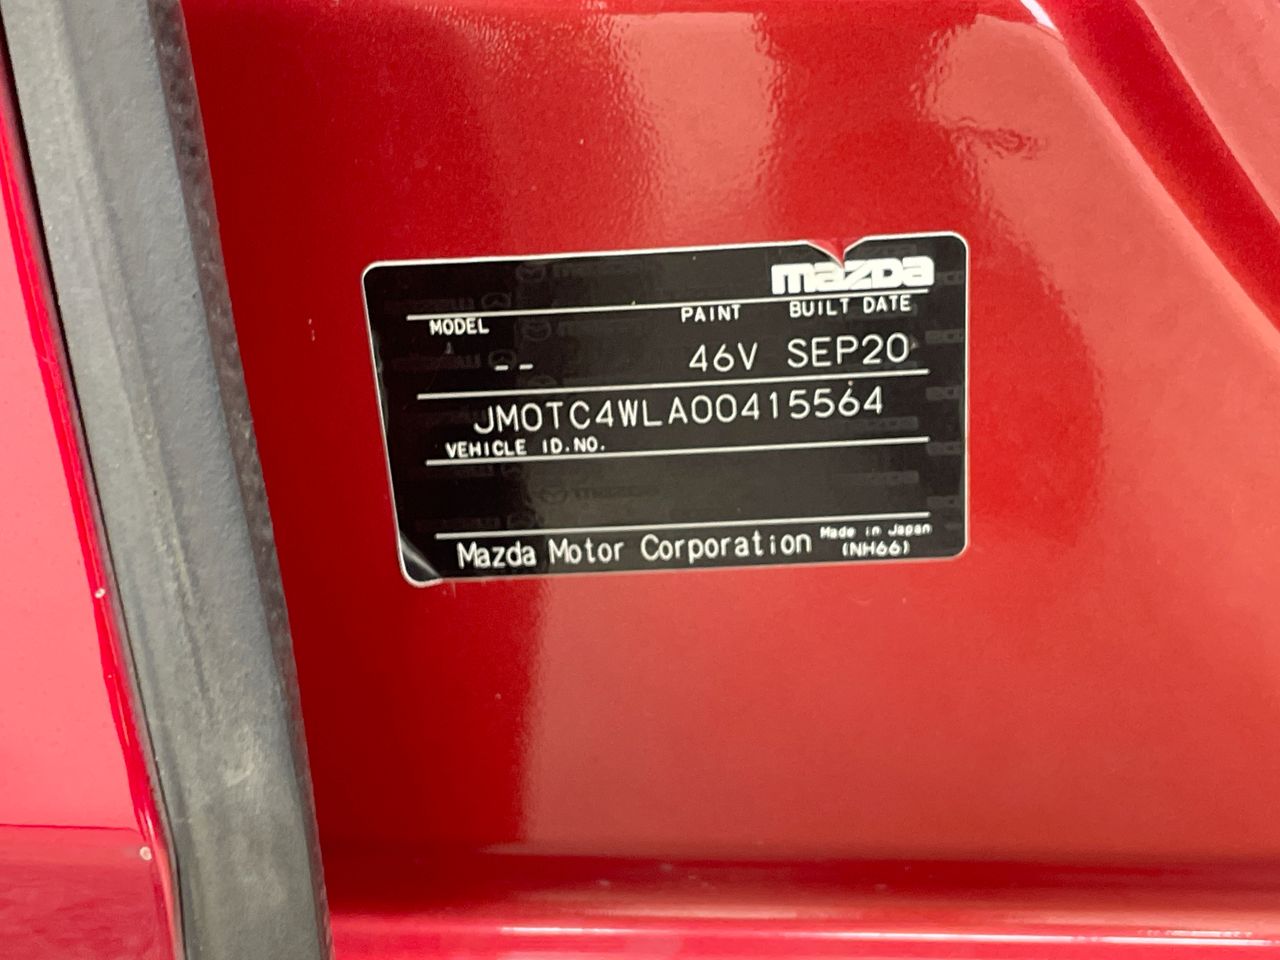 mazda
MODEL PAINT BUILT DATE
-- 46V SEP20
JM0TC4WLA00415564
VEHICLE ID.NO.
Mazda Motor Corporation Made in Japan
(NH66)